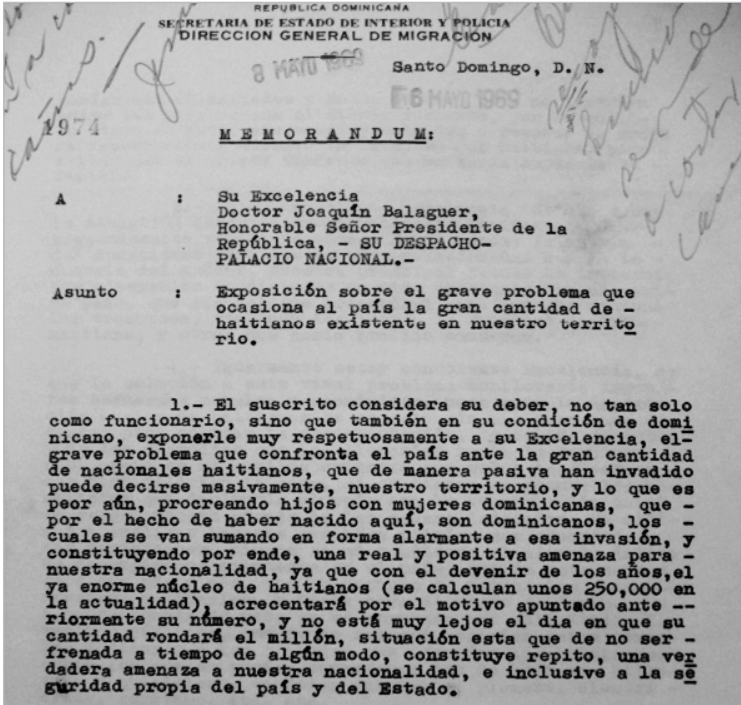 REPUBLICA DOMINICANA
SECRETARIA DE ESTADO DE INTERIOR Y POLICIA
DIRECCION GENERAL DE MIGRACIÓN
8 MAYO 1969
Santo Domingo, D. N.
6 MAYO 1969
1974
MEMORANDUM:
A : Su Excelencia
Doctor Joaquín Balaguer,
Honorable Señor Presidente de la
República, - SU DESPACHO-
PALACIO NACIONAL.-
Asunto : Exposición sobre el grave problema que
ocasiona al país la gran cantidad de -
haitianos existente en nuestro territo
rio.
1.- El suscrito considera su deber, no tan solo
como funcionario, sino que también en su condición de domi
nicano, exponerle muy respetuosamente a su Excelencia, el-
grave problema que confronta el país ante la gran cantidad
de nacionales haitianos, que de manera pasiva han invadido
puede decirse masivamente, nuestro territorio, y lo que es
peor aún, procreando hijos con mujeres dominicanas, que -
por el hecho de haber nacido aquí, son dominicanos, los -
cuales se van sumando en forma alarmante a esa invasión, y
constituyendo por ende, una real y positiva amenaza para -
nuestra nacionalidad, ya que con el devenir de los años,el
ya enorme núcleo de haitianos (se calculan unos 250,000 en
la actualidad), acrecentará por el motivo apuntado ante --
riormente su número, y no está muy lejos el dia en que su
cantidad rondará el millón, situación esta que de no ser -
frenada a tiempo de algún modo, constituye repito, una ver
dadera amenaza a nuestra nacionalidad, e inclusive a la se
guridad propia del país y del Estado.